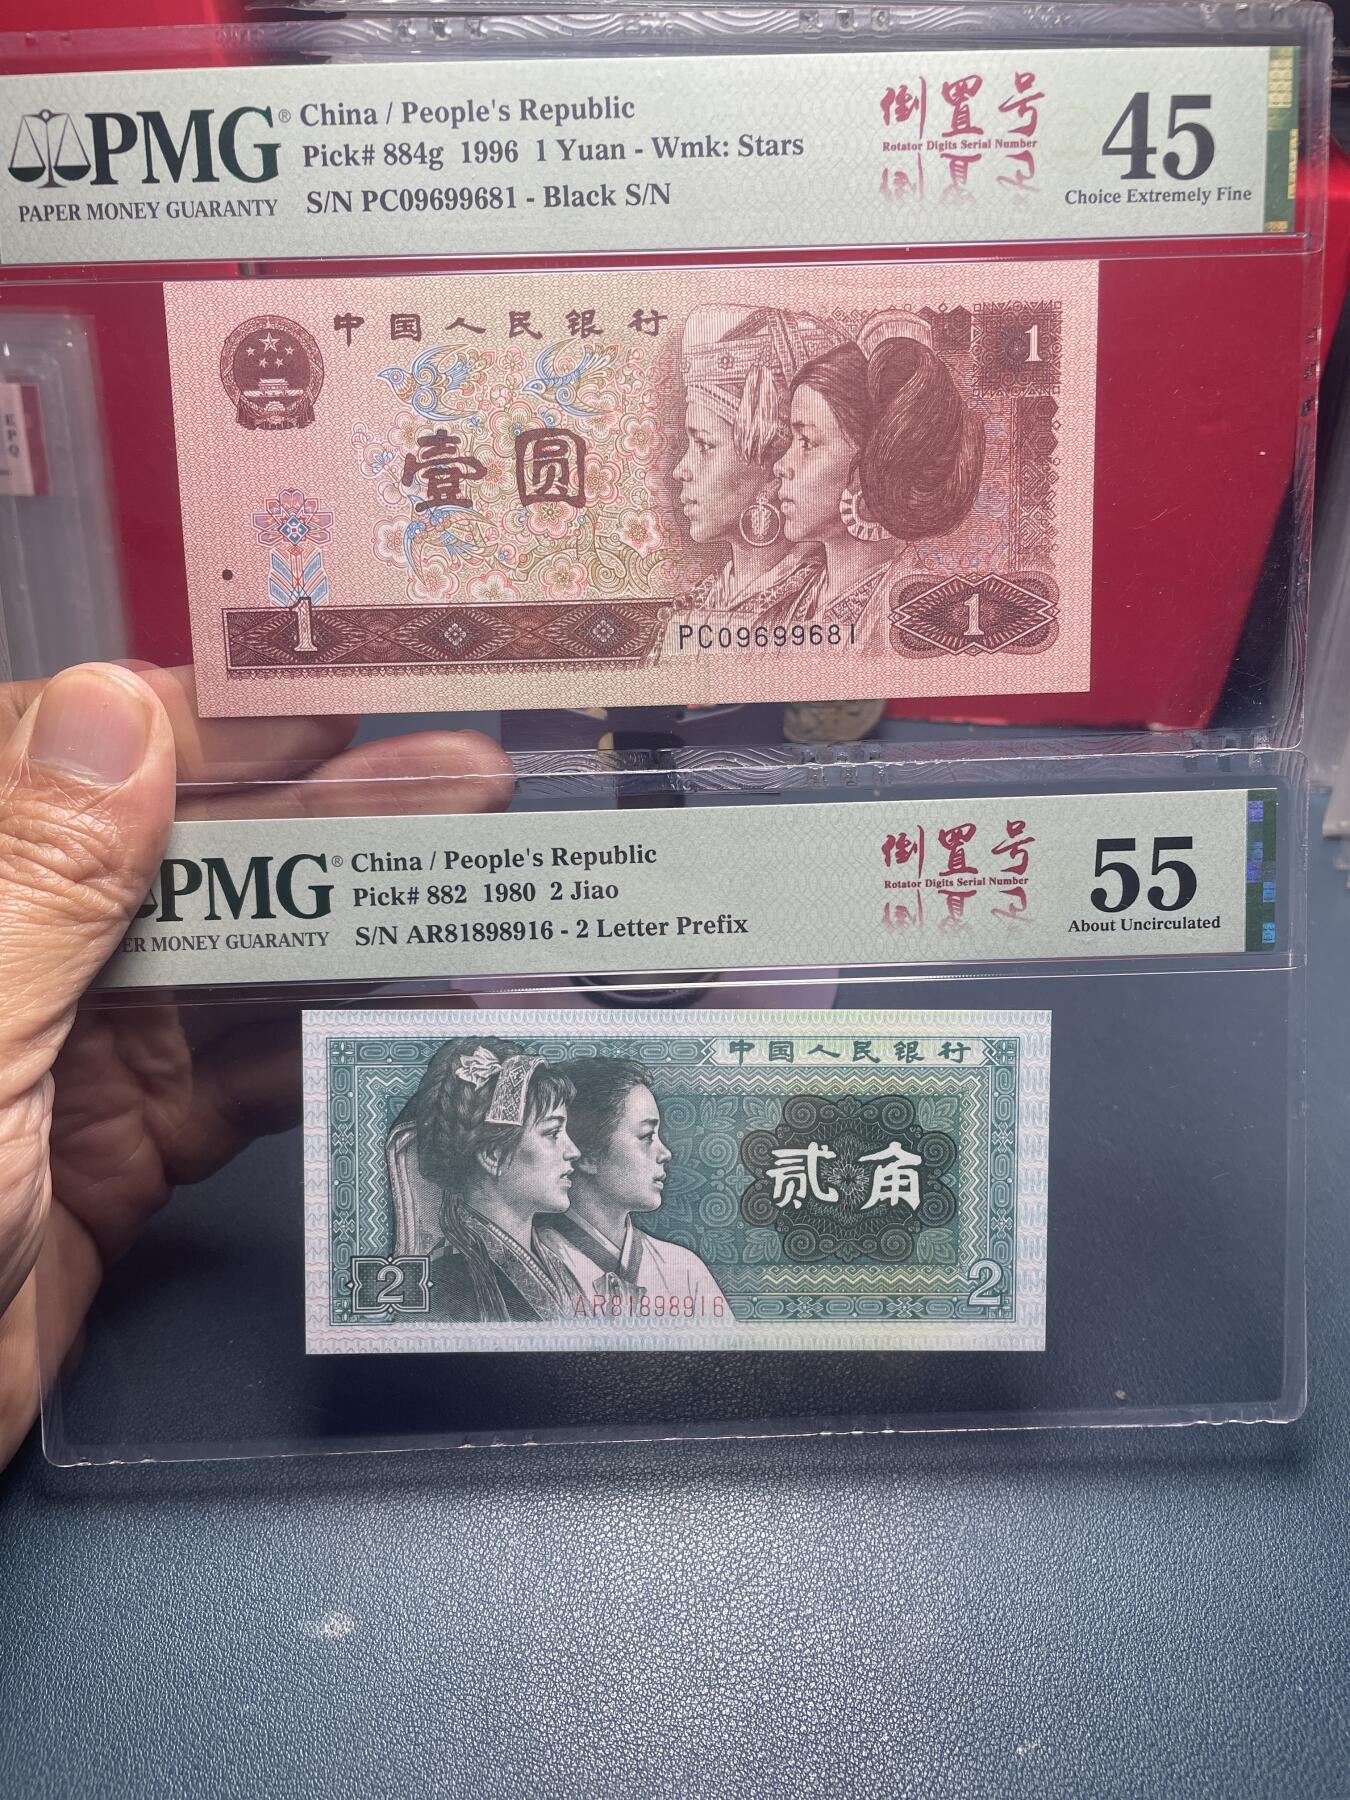 PMG®
PAPER MONEY GUARANTY
China / People's Republic
Pick# 884g 1996 1 Yuan - Wmk: Stars
S/N PC09699681 - Black S/N
倒置号
Rotator Digits Serial Number
45
Choice Extremely Fine
EPQ
中国人民银行
1
壹圆
1
1
PC09699681
PMG®
ER MONEY GUARANTY
China / People's Republic
Pick# 882 1980 2 Jiao
S/N AR81898916 - 2 Letter Prefix
倒置号
Rotator Digits Serial Number
55
About Uncirculated
中国人民银行
贰角
2
2
AR81898916